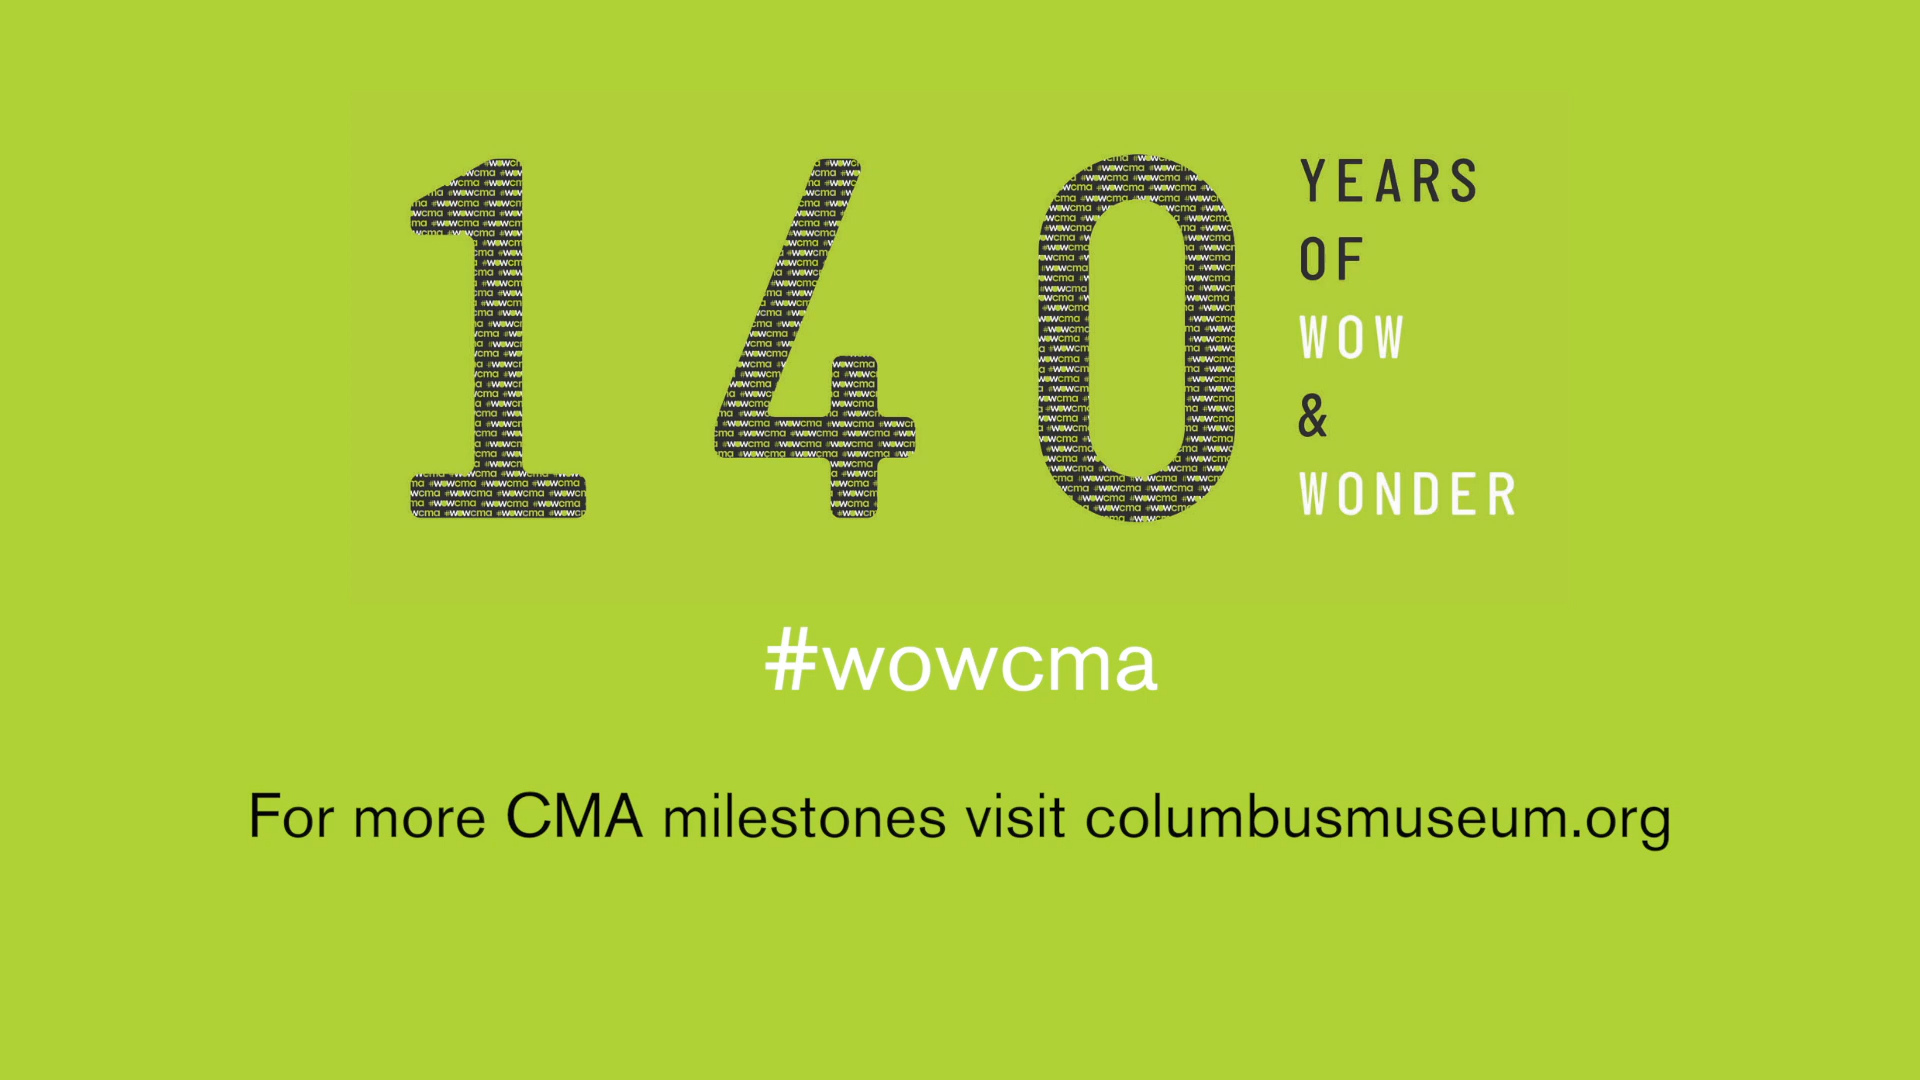 140
YEARS
OF
WOW
&
WONDER
#wowcma
For more CMA milestones visit columbusmuseum.org